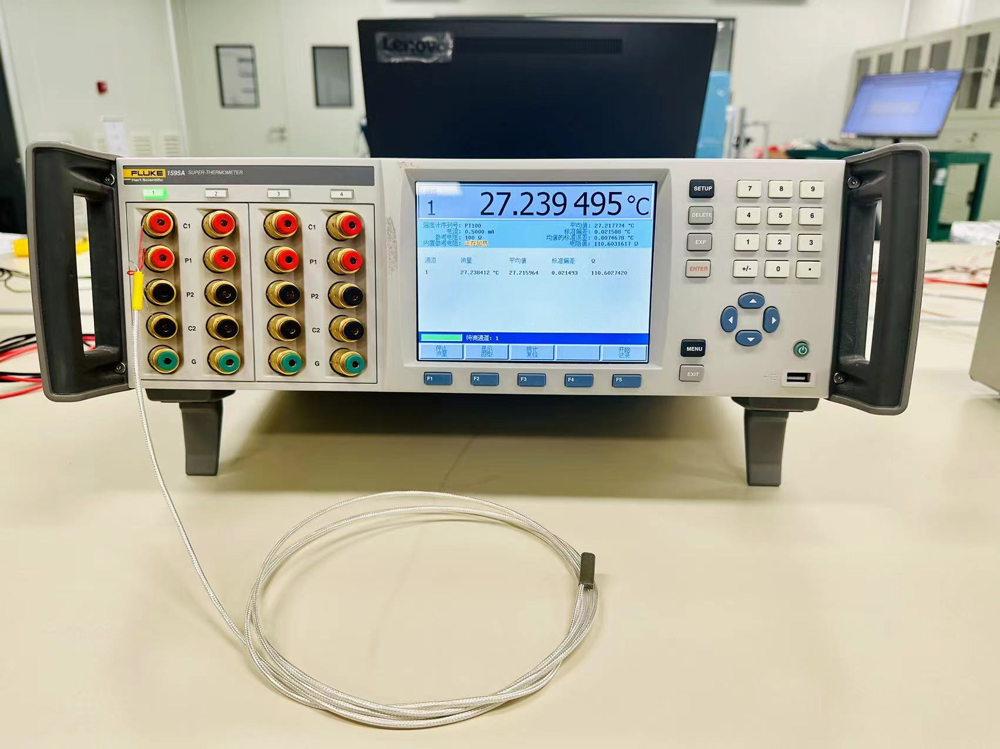 Lenovo
FLUKE 1595A SUPER-THERMOMETER
Hart Scientific
1 2 3 4
C1 C1
P1 P1
P2 P2
C2 C2
G G
通道
1 27.239 495 °C
温度计序列号: PT100 平均值: 27.217774 °C
电流: 0.5000 mA 标准偏差: 0.021588 °C
参考电阻: 100 Ω 均值的标准误差: 0.0074678 °C
内置参考电阻: 正在加热 电阻值: 110.6031617 Ω
通道 测量 平均值 标准偏差 Ω
1 27.238412 °C 27.215964 0.021493 110.6027420
待测通道: 1
停止 显示 统计 开始
测量 图型 复位 记录
F1 F2 F3 F4 F5
SETUP 7 8 9
DELETE 4 5 6
EXP 1 2 3
ENTER +/- 0 .
MENU
EXIT